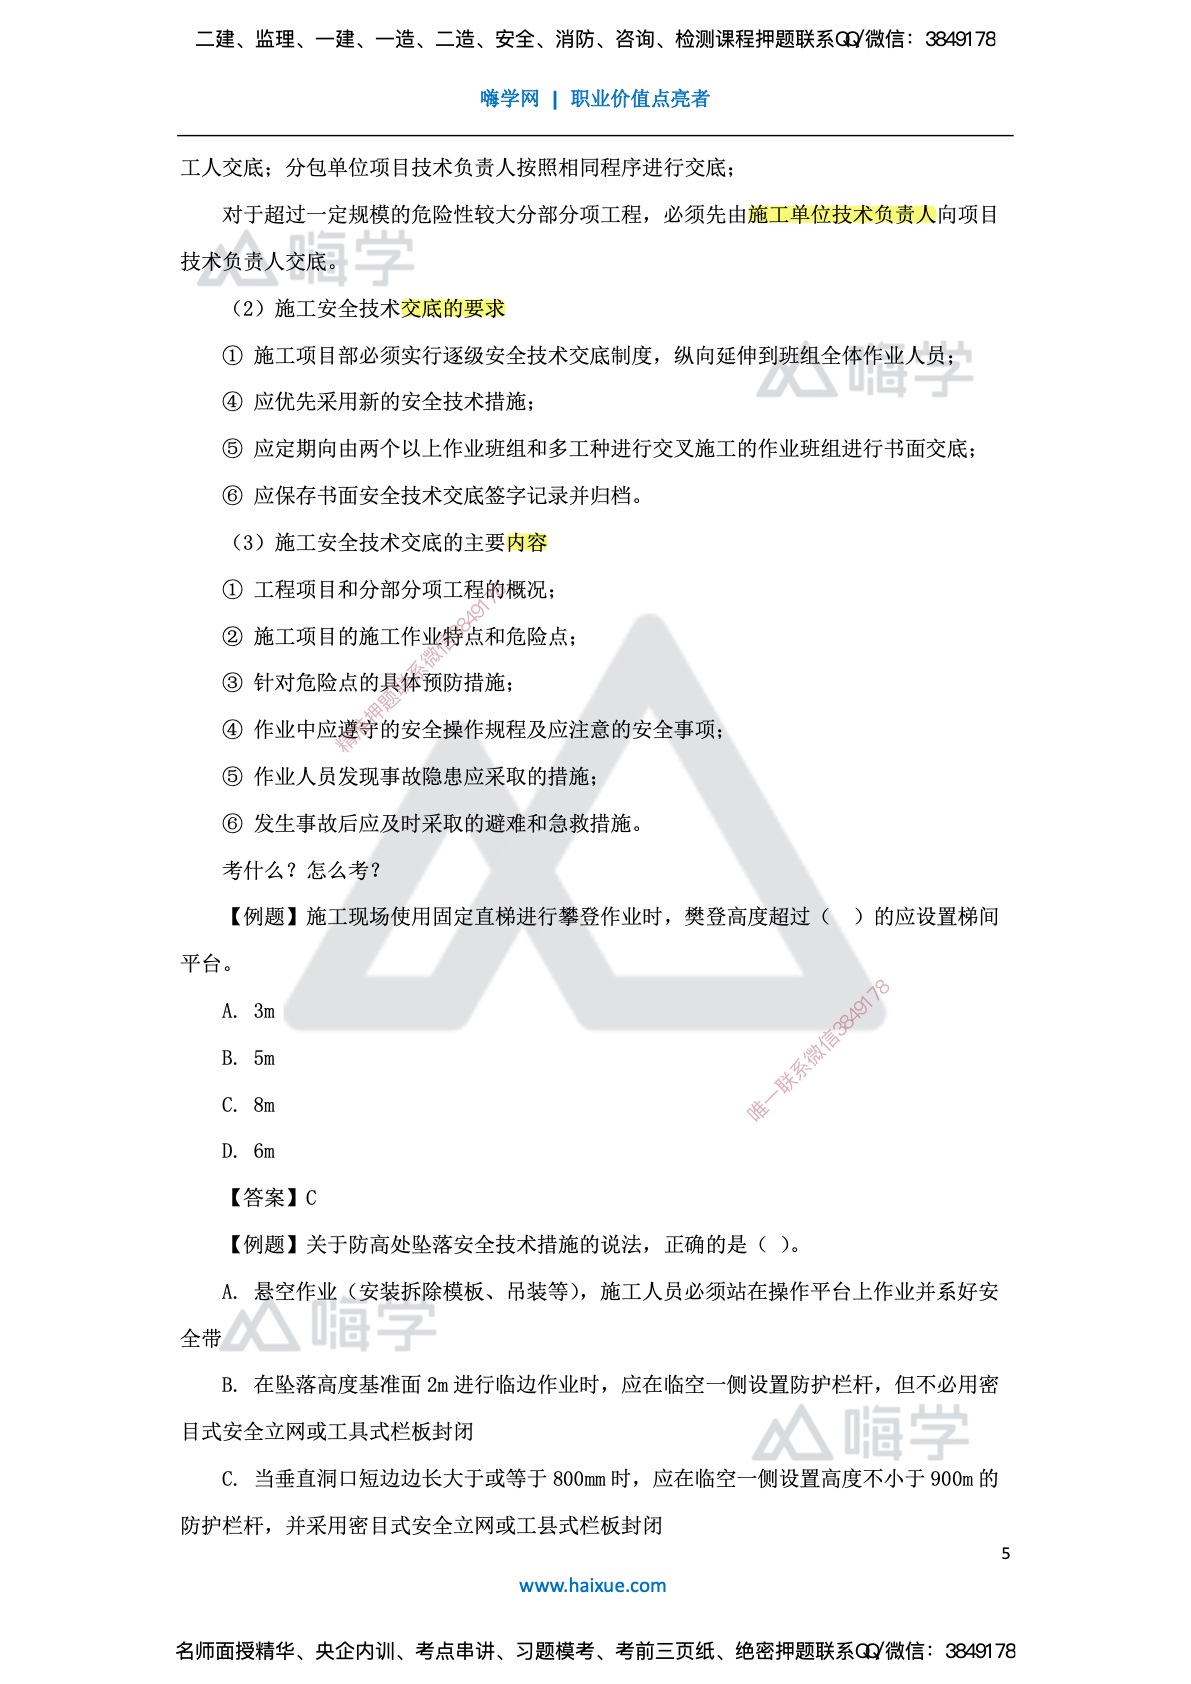 二建、监理、一建、一造、二造、安全、消防、咨询、检测课程押题联系QQ/微信：3849178
嗨学网 | 职业价值点亮者
工人交底；分包单位项目技术负责人按照相同程序进行交底；
对于超过一定规模的危险性较大分部分项工程，必须先由施工单位技术负责人向项目
技术负责人交底。
嗨学
（2）施工安全技术交底的要求
① 施工项目部必须实行逐级安全技术交底制度，纵向延伸到班组全体作业人员；
嗨学
④ 应优先采用新的安全技术措施；
⑤ 应定期向由两个以上作业班组和多工种进行交叉施工的作业班组进行书面交底；
⑥ 应保存书面安全技术交底签字记录并归档。
（3）施工安全技术交底的主要内容
① 工程项目和分部分项工程的概况；
② 施工项目的施工作业特点和危险点；
③ 针对危险点的具体预防措施；
精准押题联系微信3849178
④ 作业中应遵守的安全操作规程及应注意的安全事项；
⑤ 作业人员发现事故隐患应采取的措施；
⑥ 发生事故后应及时采取的避难和急救措施。
考什么？怎么考？
【例题】施工现场使用固定直梯进行攀登作业时，樊登高度超过（ ）的应设置梯间
平台。
A. 3m
B. 5m
唯一联系微信3849178
C. 8m
D. 6m
【答案】C
【例题】关于防高处坠落安全技术措施的说法，正确的是（ ）。
A. 悬空作业（安装拆除模板、吊装等），施工人员必须站在操作平台上作业并系好安
全带
嗨学
B. 在坠落高度基准面 2m 进行临边作业时，应在临空一侧设置防护栏杆，但不必用密
目式安全立网或工具式栏板封闭
嗨学
C. 当垂直洞口短边边长大于或等于 800mm 时，应在临空一侧设置高度不小于 900m 的
防护栏杆，并采用密目式安全立网或工县式栏板封闭
5
www.haixue.com
名师面授精华、央企内训、考点串讲、习题模考、考前三页纸、绝密押题联系QQ/微信：3849178